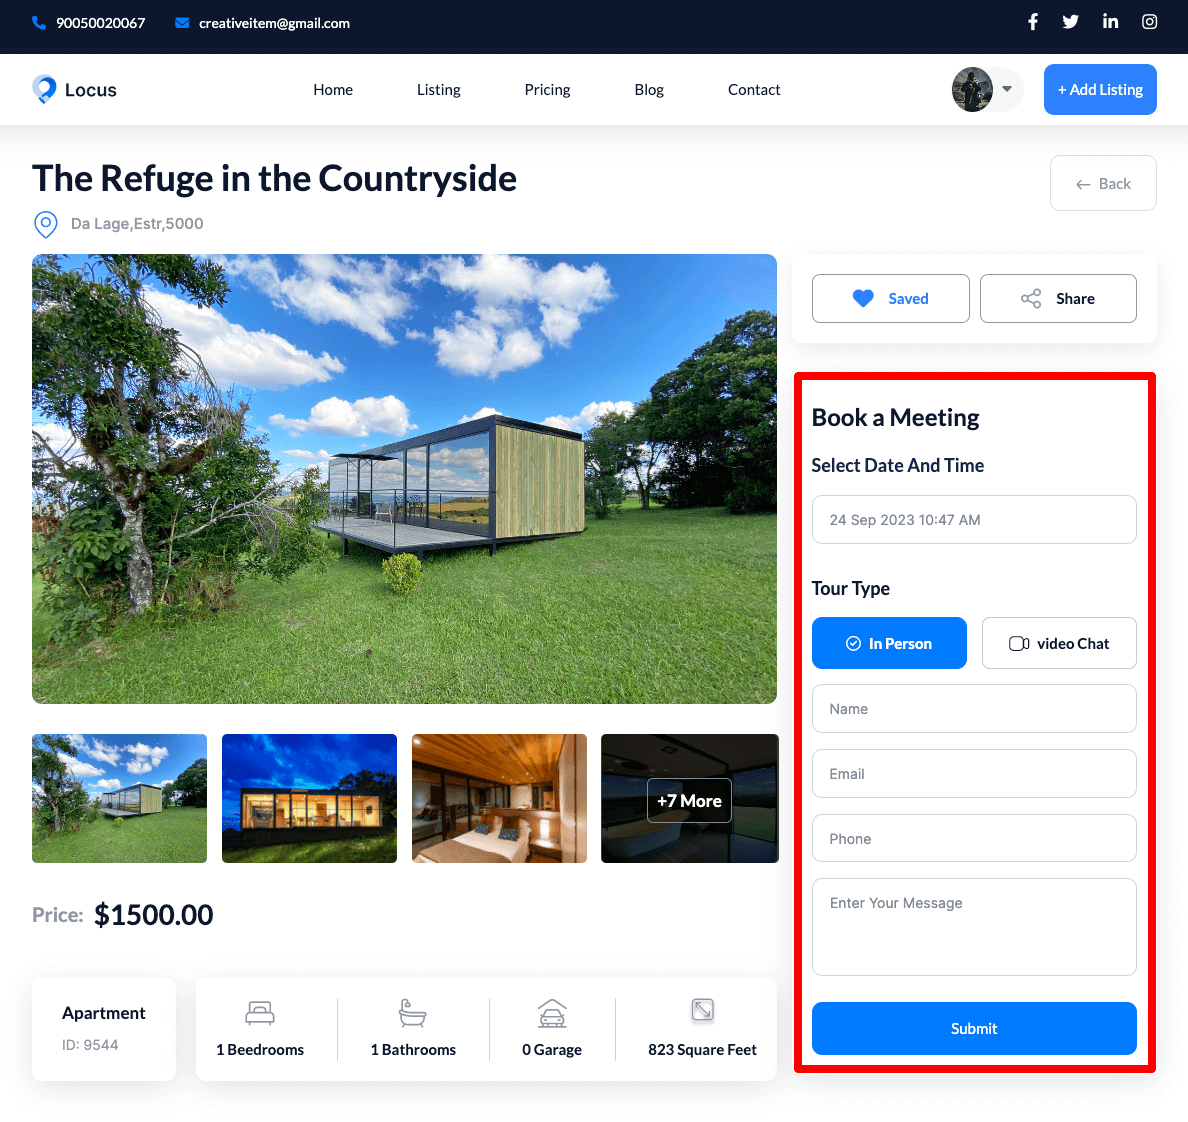 90050020067 creativeitem@gmail.com
Locus Home Listing Pricing Blog Contact + Add Listing
The Refuge in the Countryside
Back
Da Lage,Estr,5000
Saved Share
Book a Meeting
Select Date And Time
24 Sep 2023 10:47 AM
Tour Type
In Person video Chat
Name
Email
Phone
Enter Your Message
Submit
+7 More
Price: $1500.00
Apartment
ID: 9544
1 Beedrooms 1 Bathrooms 0 Garage 823 Square Feet